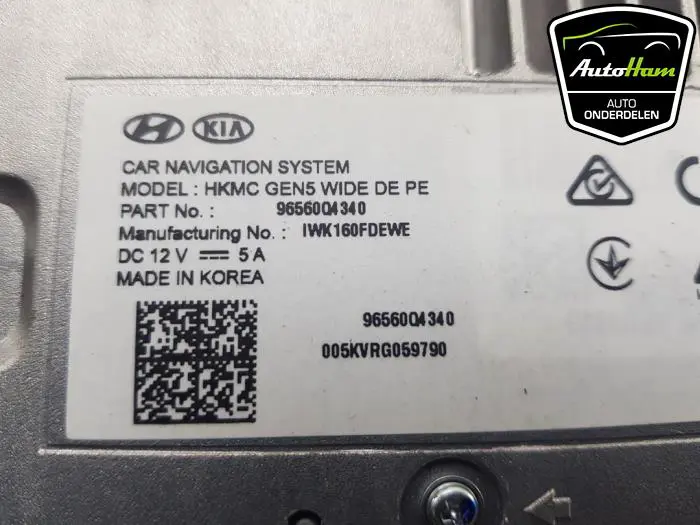 AutoHam
AUTO
ONDERDELEN
KIA
CAR NAVIGATION SYSTEM
MODEL : HKMC GEN5 WIDE DE PE
PART No. : 96560Q4340
Manufacturing No. : IWK160FDEWE
DC 12 V ⎓ 5 A
MADE IN KOREA
96560Q4340
005KVRG059790